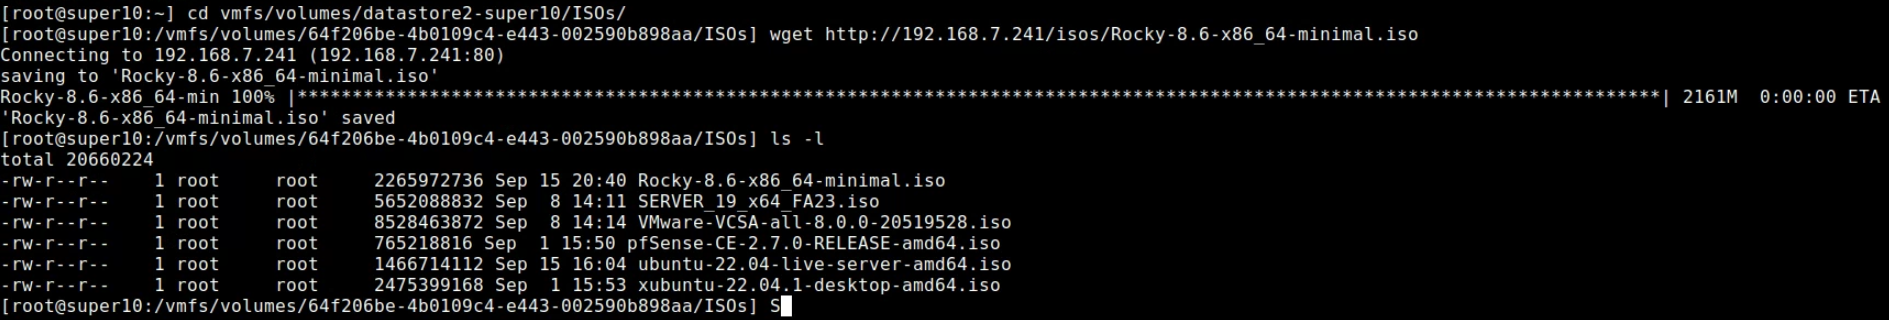 [root@super10:~] cd vmfs/volumes/datastore2-super10/ISOs/
[root@super10:/vmfs/volumes/64f206be-4b0109c4-e443-002590b898aa/ISOs] wget http://192.168.7.241/isos/Rocky-8.6-x86_64-minimal.iso
Connecting to 192.168.7.241 (192.168.7.241:80)
saving to 'Rocky-8.6-x86_64-minimal.iso'
Rocky-8.6-x86_64-min 100% |****************************************************************************************************************************| 2161M  0:00:00 ETA
'Rocky-8.6-x86_64-minimal.iso' saved
[root@super10:/vmfs/volumes/64f206be-4b0109c4-e443-002590b898aa/ISOs] ls -l
total 20660224
-rw-r--r--    1 root     root     2265972736 Sep 15 20:40 Rocky-8.6-x86_64-minimal.iso
-rw-r--r--    1 root     root     5652088832 Sep  8 14:11 SERVER_19_x64_FA23.iso
-rw-r--r--    1 root     root     8528463872 Sep  8 14:14 VMware-VCSA-all-8.0.0-20519528.iso
-rw-r--r--    1 root     root     765218816 Sep  1 15:50 pfSense-CE-2.7.0-RELEASE-amd64.iso
-rw-r--r--    1 root     root     1466714112 Sep 15 16:04 ubuntu-22.04-live-server-amd64.iso
-rw-r--r--    1 root     root     2475399168 Sep  1 15:53 xubuntu-22.04.1-desktop-amd64.iso
[root@super10:/vmfs/volumes/64f206be-4b0109c4-e443-002590b898aa/ISOs] S